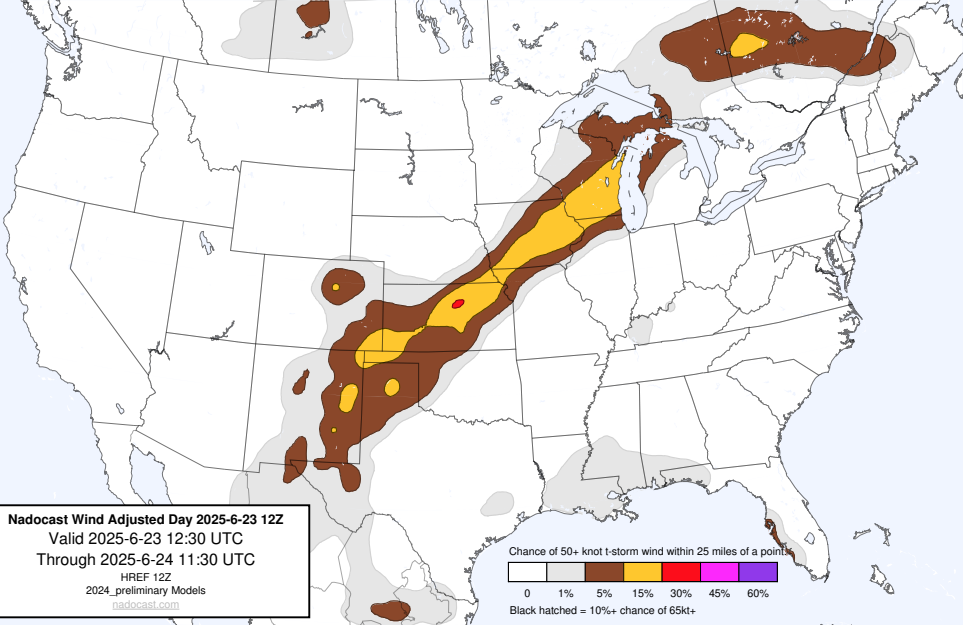 Nadocast Wind Adjusted Day 2025-6-23 12Z
Valid 2025-6-23 12:30 UTC
Through 2025-6-24 11:30 UTC
HREF 12Z
2024_preliminary Models
nadocast.com
Chance of 50+ knot t-storm wind within 25 miles of a point.
0 1% 5% 15% 30% 45% 60%
Black hatched = 10%+ chance of 65kt+